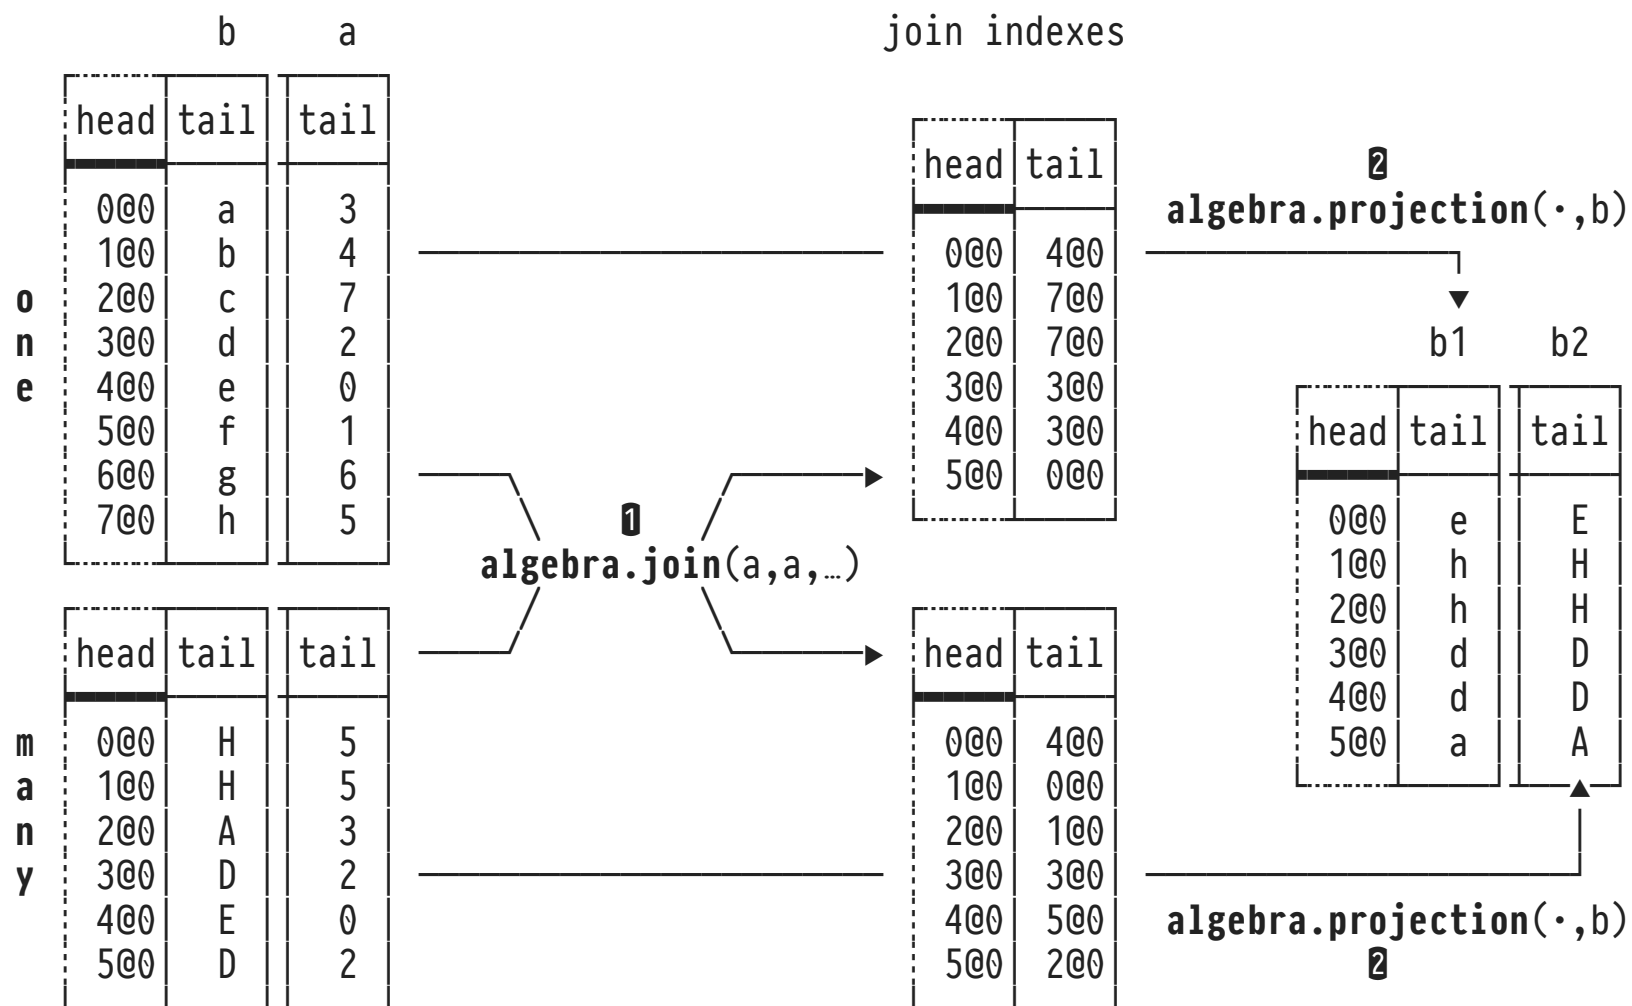 b a join indexes
head tail tail
head tail
0@0 a 3
1@0 b 4
2@0 c 7
3@0 d 2
4@0 e 0
5@0 f 1
6@0 g 6
7@0 h 5
one
0@0 4@0
1@0 7@0
2@0 7@0
3@0 3@0
4@0 3@0
5@0 0@0
2
algebra.projection(·,b)
1
algebra.join(a,a,…)
b1 b2
head tail tail
0@0 e E
1@0 h H
2@0 h H
3@0 d D
4@0 d D
5@0 a A
head tail tail
0@0 H 5
1@0 H 5
2@0 A 3
3@0 D 2
4@0 E 0
5@0 D 2
many
head tail
0@0 4@0
1@0 0@0
2@0 1@0
3@0 3@0
4@0 5@0
5@0 2@0
algebra.projection(·,b)
2